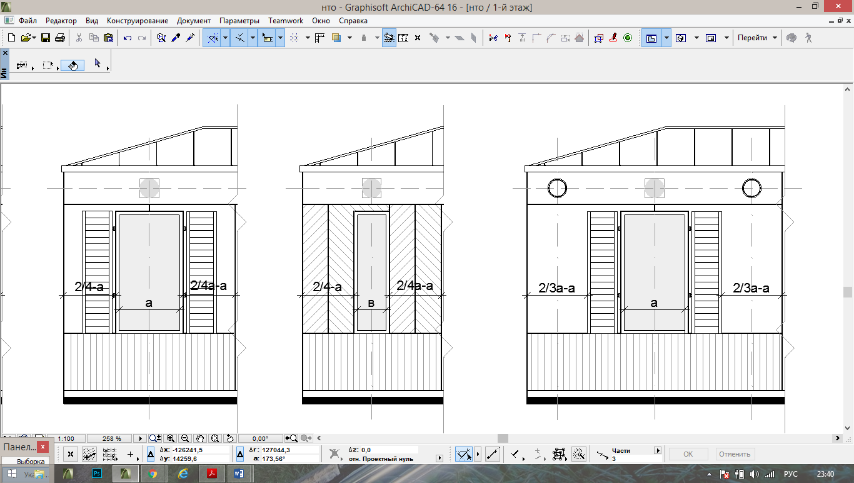 нто - Graphisoft ArchiCAD-64 16 - [нто / 1-й этаж]
Файл Редактор Вид Конструирование Документ Параметры Teamwork Окно Справка
Перейти
Ин
2/4-а а 2/4а-а
2/4-а в 2/4а-а
2/3а-а а 2/3а-а
1:100 258 % 0,00°
Панел...
Выборка
Δx: -126241,5
Δy: 14259,6
Δr: 127044,3
α: 173,56°
Δz: 0,0
отн. Проектный нуль
Части
3
OK
Отменить
РУС 23:40